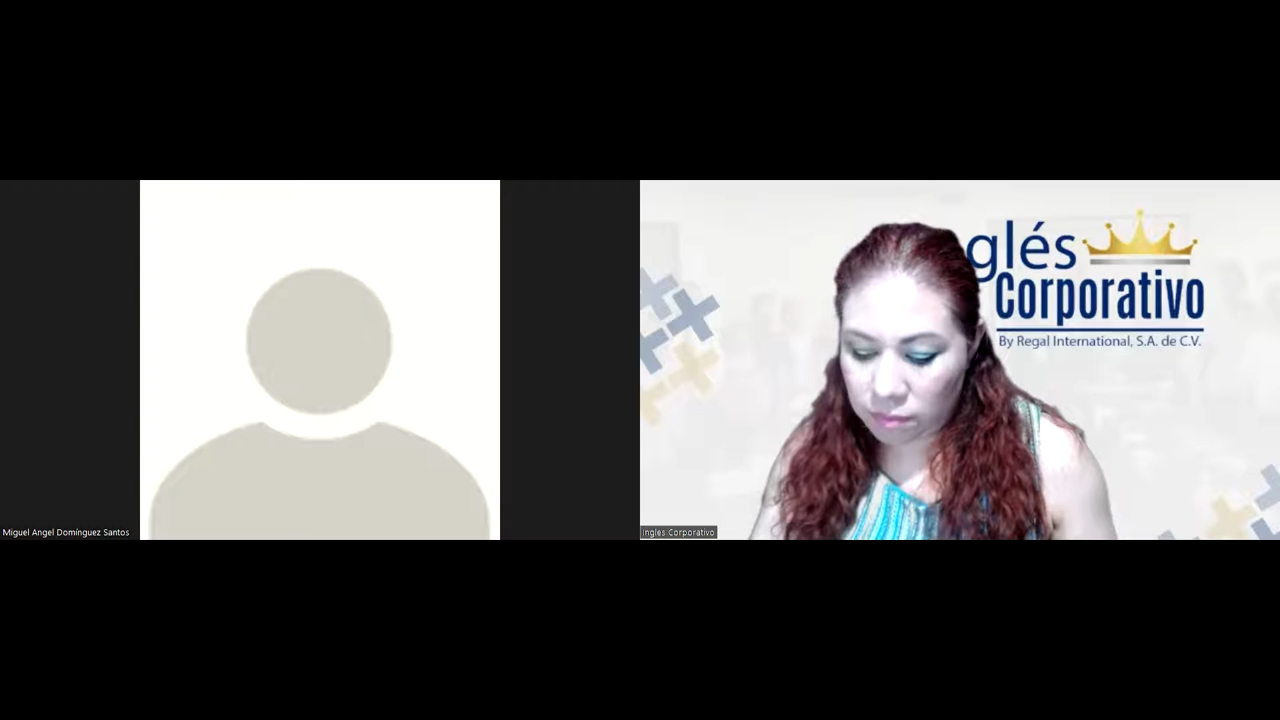 glés
Corporativo
By Regal International, S.A. de C.V.
Miguel Angel Domínguez Santos
Ingles Corporativo